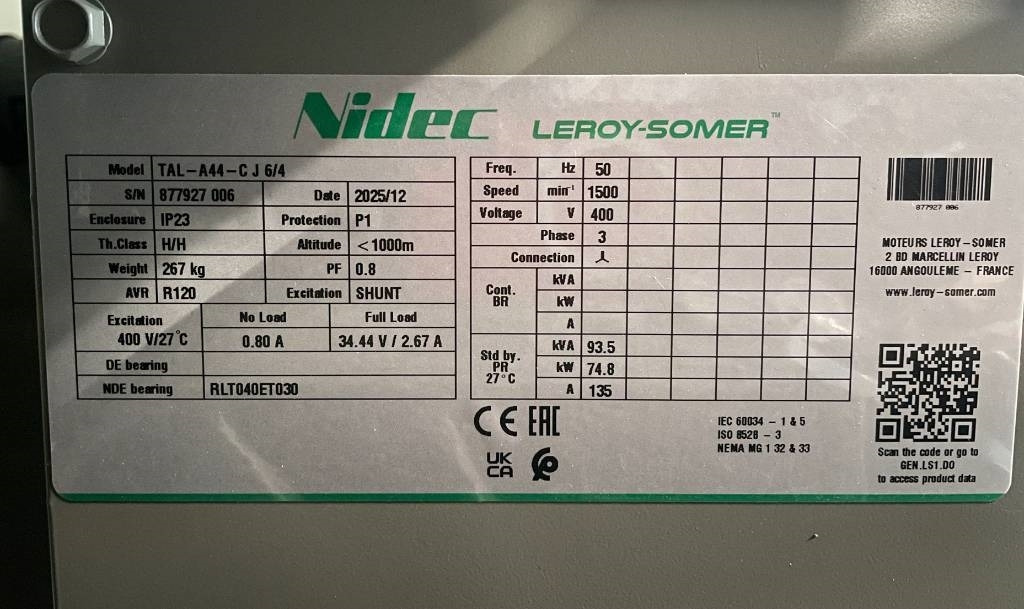 Nidec LEROY-SOMER™
Model TAL-A44-C J 6/4
S/N 877927 006 Date 2025/12
Enclosure IP23 Protection P1
Th.Class H/H Altitude <1000m
Weight 267 kg PF 0.8
AVR R120 Excitation SHUNT
Excitation No Load Full Load
400 V/27°C 0.80 A 34.44 V / 2.67 A
DE bearing
NDE bearing RLT040ET030
Freq. Hz 50
Speed min⁻¹ 1500
Voltage V 400
Phase 3
Connection
Cont. BR
kVA
kW
A
Std by. PR 27°C
kVA 93.5
kW 74.8
A 135
CE EAC
UK
CA
IEC 60034 - 1 & 5
ISO 8528 - 3
NEMA MG 1 32 & 33
877927 006
MOTEURS LEROY-SOMER
2 BD MARCELLIN LEROY
16000 ANGOULEME - FRANCE
www.leroy-somer.com
Scan the code or go to
GEN.LS1.DO
to access product data